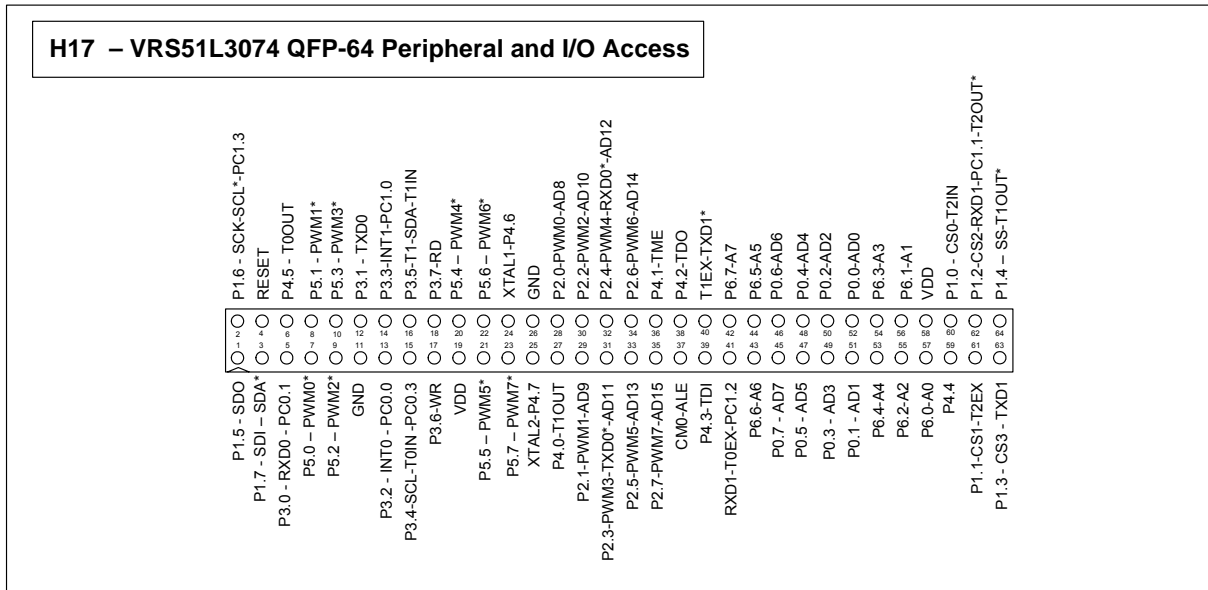 H17 – VRS51L3074 QFP-64 Peripheral and I/O Access
P1.6 - SCK-SCL*-PC1.3
RESET
P4.5 - T0OUT
P5.1 - PWM1*
P5.3 - PWM3*
P3.1 - TXD0
P3.3-INT1-PC1.0
P3.5-T1-SDA-T1IN
P3.7-RD
P5.4 – PWM4*
P5.6 – PWM6*
XTAL1-P4.6
GND
P2.0-PWM0-AD8
P2.2-PWM2-AD10
P2.4-PWM4-RXD0*-AD12
P2.6-PWM6-AD14
P4.1-TME
P4.2-TDO
T1EX-TXD1*
P6.7-A7
P6.5-A5
P0.6-AD6
P0.4-AD4
P0.2-AD2
P0.0-AD0
P6.3-A3
P6.1-A1
VDD
P1.0 - CS0-T2IN
P1.2-CS2-RXD1-PC1.1-T2OUT*
P1.4 – SS-T1OUT*
2 4 6 8 10 12 14 16 18 20 22 24 26 28 30 32 34 36 38 40 42 44 46 48 50 52 54 56 58 60 62 64
1 3 5 7 9 11 13 15 17 19 21 23 25 27 29 31 33 35 37 39 41 43 45 47 49 51 53 55 57 59 61 63
P1.5 - SDO
P1.7 - SDI – SDA*
P3.0 - RXD0 - PC0.1
P5.0 – PWM0*
P5.2 – PWM2*
GND
P3.2 - INT0 - PC0.0
P3.4-SCL-T0IN -PC0.3
P3.6-WR
VDD
P5.5 – PWM5*
P5.7 – PWM7*
XTAL2-P4.7
P4.0-T1OUT
P2.1-PWM1-AD9
P2.3-PWM3-TXD0*-AD11
P2.5-PWM5-AD13
P2.7-PWM7-AD15
CM0-ALE
P4.3-TDI
RXD1-T0EX-PC1.2
P6.6-A6
P0.7 - AD7
P0.5 - AD5
P0.3 - AD3
P0.1 - AD1
P6.4-A4
P6.2-A2
P6.0-A0
P4.4
P1.1-CS1-T2EX
P1.3 - CS3 - TXD1